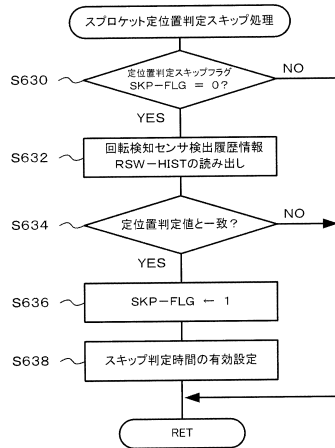 スプロケット定位置判定スキップ処理
S630
定位置判定スキップフラグ
SKP-FLG = 0?
NO
YES
S632
回転検知センサ検出履歴情報
RSW-HISTの読み出し
S634
定位置判定値と一致?
NO
YES
S636
SKP-FLG ← 1
S638
スキップ判定時間の有効設定
RET